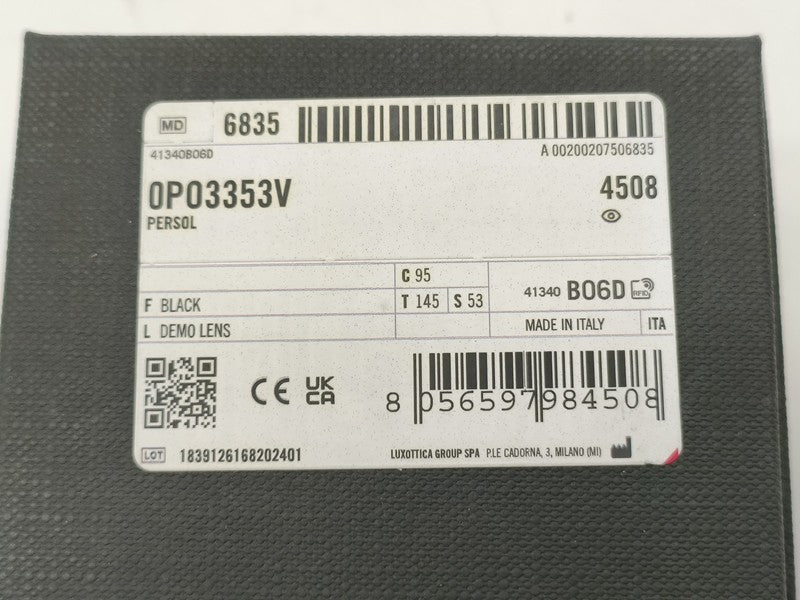 MD 6835
41340B06D A 00200207506835
0PO3353V 4508
PERSOL
C 95
F BLACK T 145 S 53 41340 B06D RFID
L DEMO LENS MADE IN ITALY ITA
CE UK
CA
8 056597 984508
LOT 1839126168202401 LUXOTTICA GROUP SPA P.LE CADORNA, 3, MILANO (MI)